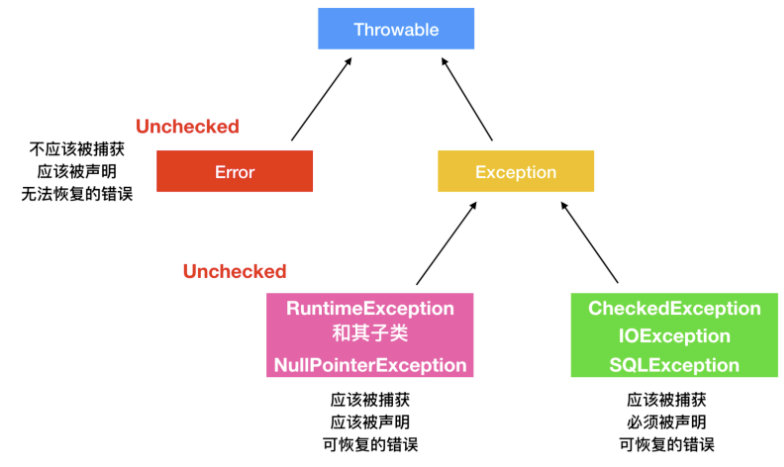 Throwable
Unchecked
不应该被捕获
应该被声明
无法恢复的错误
Error
Exception
Unchecked
RuntimeException
和其子类
NullPointerException
CheckedException
IOException
SQLException
应该被捕获
应该被声明
可恢复的错误
应该被捕获
必须被声明
可恢复的错误